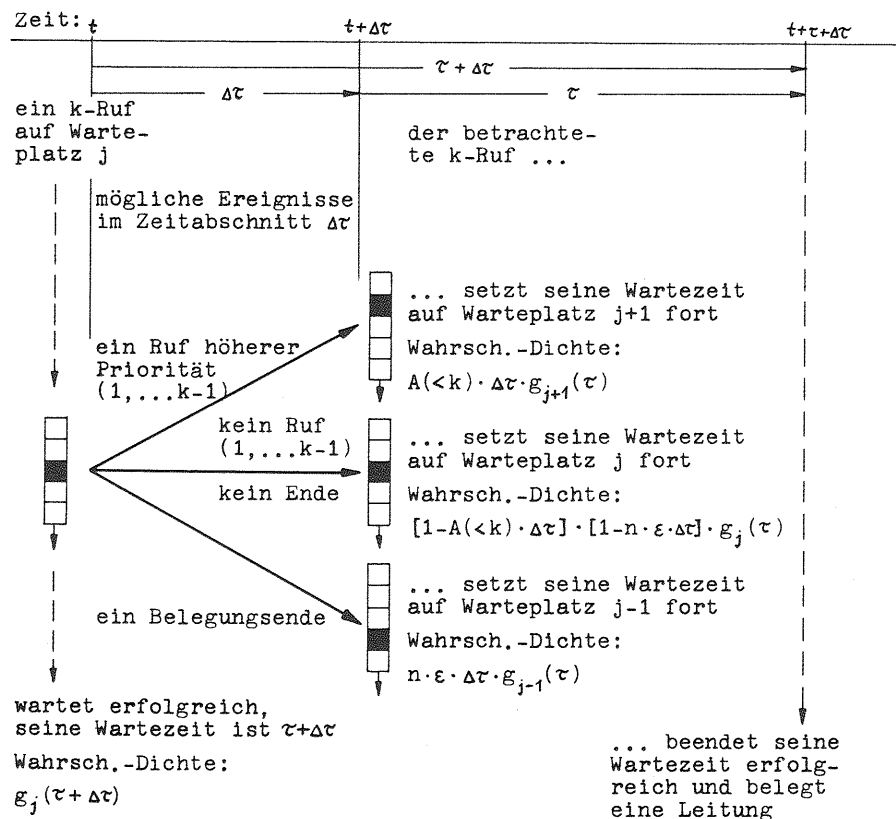 Zeit: t t+Δτ t+τ+Δτ
τ + Δτ
Δτ τ
ein k-Ruf
auf Warte-
platz j
der betrachte-
te k-Ruf ...
mögliche Ereignisse
im Zeitabschnitt Δτ
... setzt seine Wartezeit
auf Warteplatz j+1 fort
Wahrsch.-Dichte:
A(<k)·Δτ·g_{j+1}(τ)
ein Ruf höherer
Priorität
(1,...k-1)
kein Ruf
(1,...k-1)
kein Ende
... setzt seine Wartezeit
auf Warteplatz j fort
Wahrsch.-Dichte:
[1-A(<k)·Δτ]·[1-n·ε·Δτ]·g_j(τ)
ein Belegungsende
... setzt seine Wartezeit
auf Warteplatz j-1 fort
Wahrsch.-Dichte:
n·ε·Δτ·g_{j-1}(τ)
wartet erfolgreich,
seine Wartezeit ist τ+Δτ
Wahrsch.-Dichte:
g_j(τ+Δτ)
... beendet seine
Wartezeit erfolg-
reich und belegt
eine Leitung